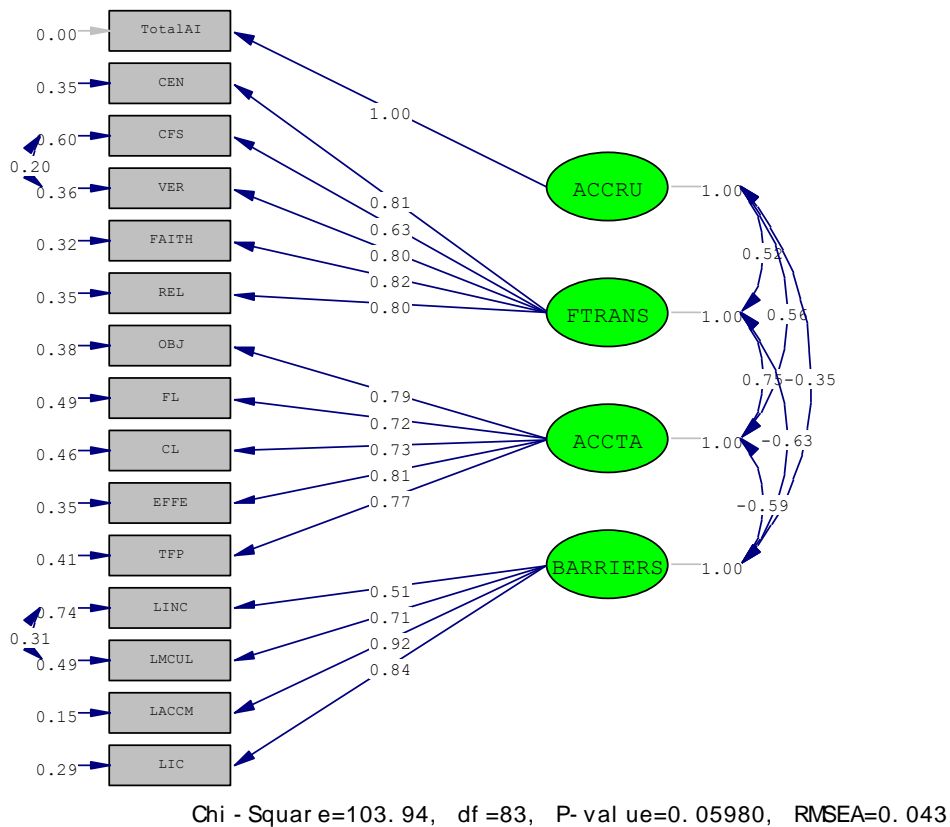 0.00 TotalAI
0.35 CEN
0.60 CFS
0.20
0.36 VER
0.32 FAITH
0.35 REL
0.38 OBJ
0.49 FL
0.46 CL
0.35 EFFE
0.41 TFP
0.74 LINC
0.31
0.49 LMCUL
0.15 LACCM
0.29 LIC
1.00
0.81
0.63
0.80
0.82
0.80
0.79
0.72
0.73
0.81
0.77
0.51
0.71
0.92
0.84
ACCRU 1.00
FTRANS 1.00
ACCTA 1.00
BARRIERS 1.00
0.52
0.56
0.75 -0.35
-0.63
-0.59
Chi-Square=103.94, df=83, P-value=0.05980, RMSEA=0.043